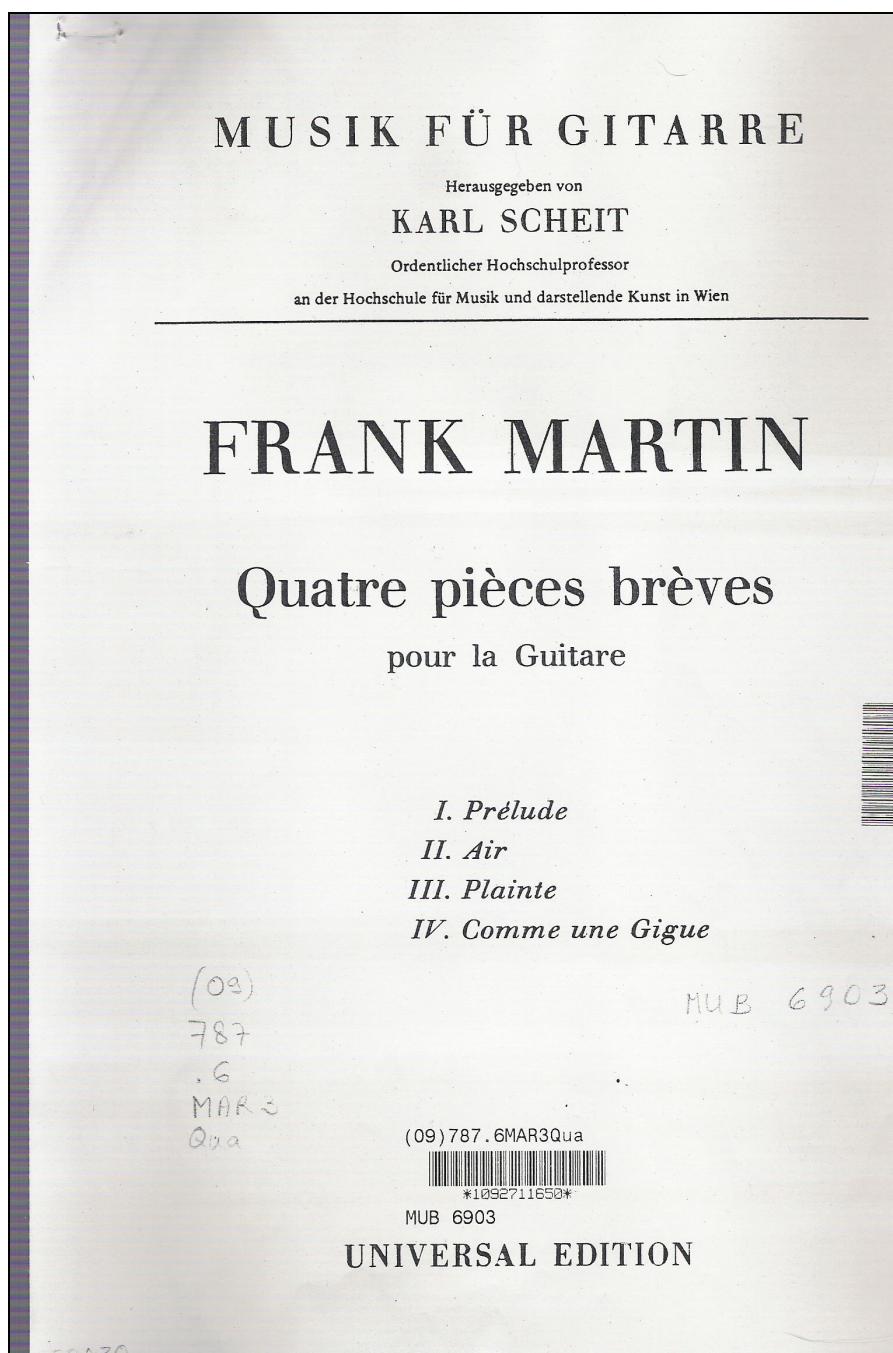 MUSIK FÜR GITARRE
Herausgegeben von
KARL SCHEIT
Ordentlicher Hochschulprofessor
an der Hochschule für Musik und darstellende Kunst in Wien
FRANK MARTIN
Quatre pièces brèves
pour la Guitare
I. Prélude
II. Air
III. Plainte
IV. Comme une Gigue
(09)
787
.6
MAR3
Qua
MUB 6903
(09)787.6MAR3Qua
*1092711650*
MUB 6903
UNIVERSAL EDITION